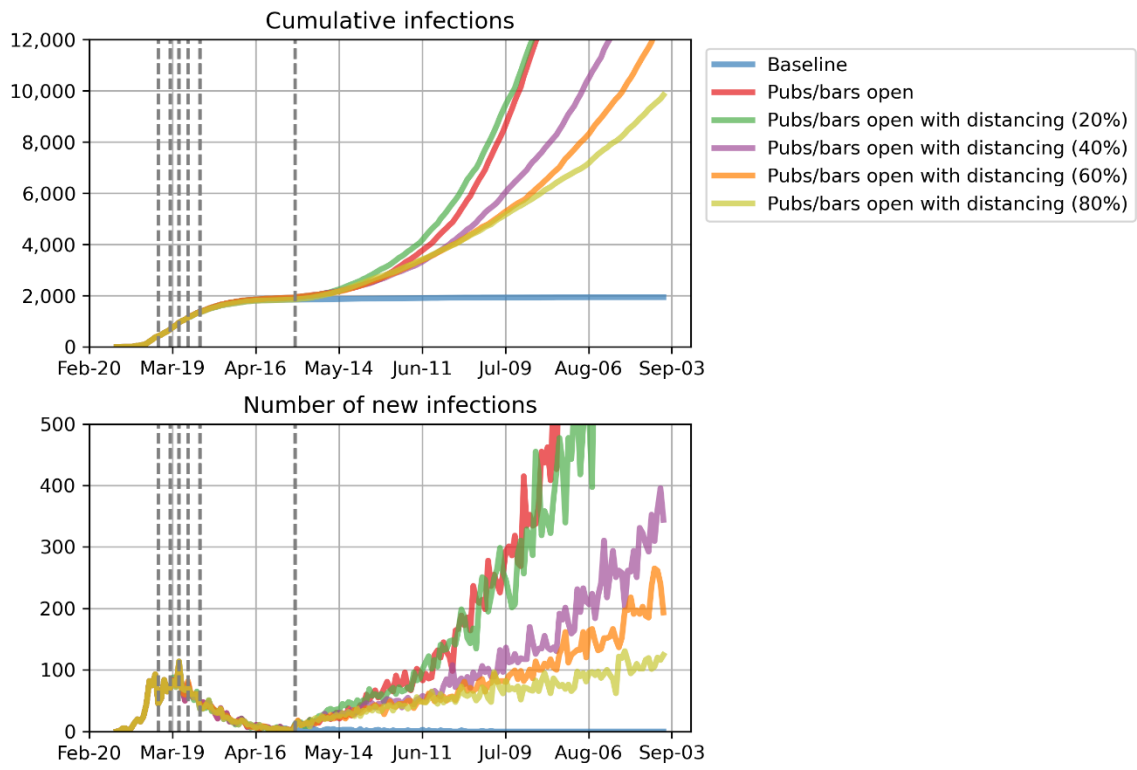 Cumulative infections
12,000
10,000
8,000
6,000
4,000
2,000
0
Feb-20 Mar-19 Apr-16 May-14 Jun-11 Jul-09 Aug-06 Sep-03
Baseline
Pubs/bars open
Pubs/bars open with distancing (20%)
Pubs/bars open with distancing (40%)
Pubs/bars open with distancing (60%)
Pubs/bars open with distancing (80%)
Number of new infections
500
400
300
200
100
0
Feb-20 Mar-19 Apr-16 May-14 Jun-11 Jul-09 Aug-06 Sep-03